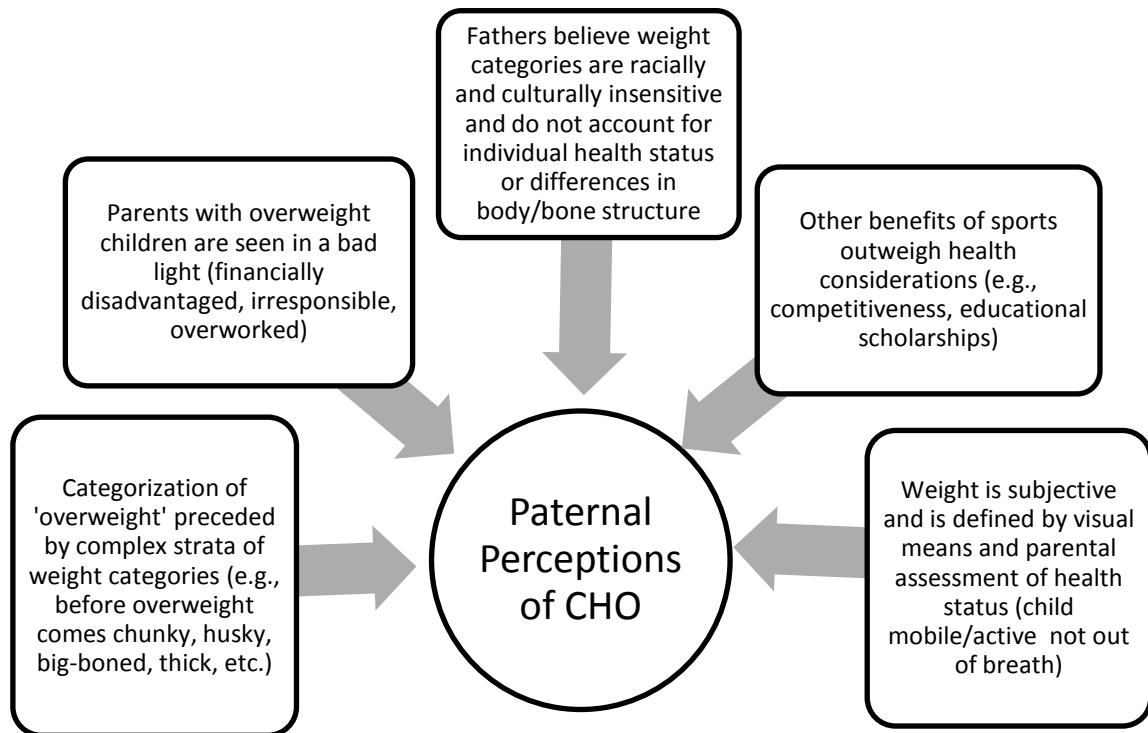 Fathers believe weight
categories are racially
and culturally insensitive
and do not account for
individual health status
or differences in
body/bone structure
Parents with overweight
children are seen in a bad
light (financially
disadvantaged, irresponsible,
overworked)
Other benefits of sports
outweigh health
considerations (e.g.,
competitiveness, educational
scholarships)
Categorization of
'overweight' preceded
by complex strata of
weight categories (e.g.,
before overweight
comes chunky, husky,
big-boned, thick, etc.)
Paternal
Perceptions
of CHO
Weight is subjective
and is defined by visual
means and parental
assessment of health
status (child
mobile/active not out
of breath)